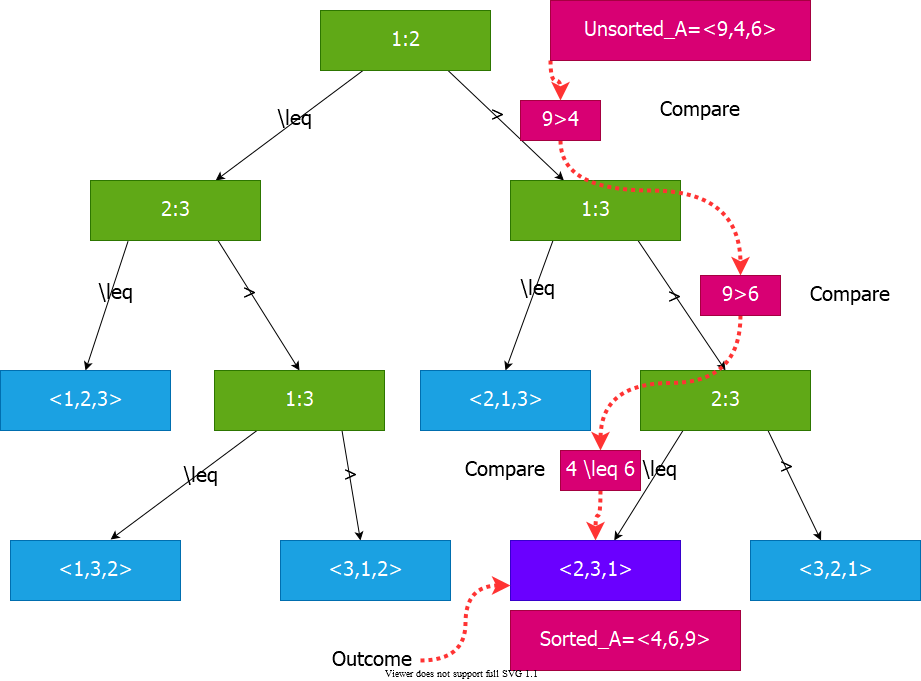 1:2
Unsorted_A=<9,4,6>
\leq
>
9>4
Compare
2:3
1:3
\leq
>
\leq
>
9>6
Compare
<1,2,3>
1:3
<2,1,3>
2:3
\leq
>
Compare
4 \leq 6
\leq
>
<1,3,2>
<3,1,2>
<2,3,1>
<3,2,1>
Sorted_A=<4,6,9>
Outcome
Viewer does not support full SVG 1.1